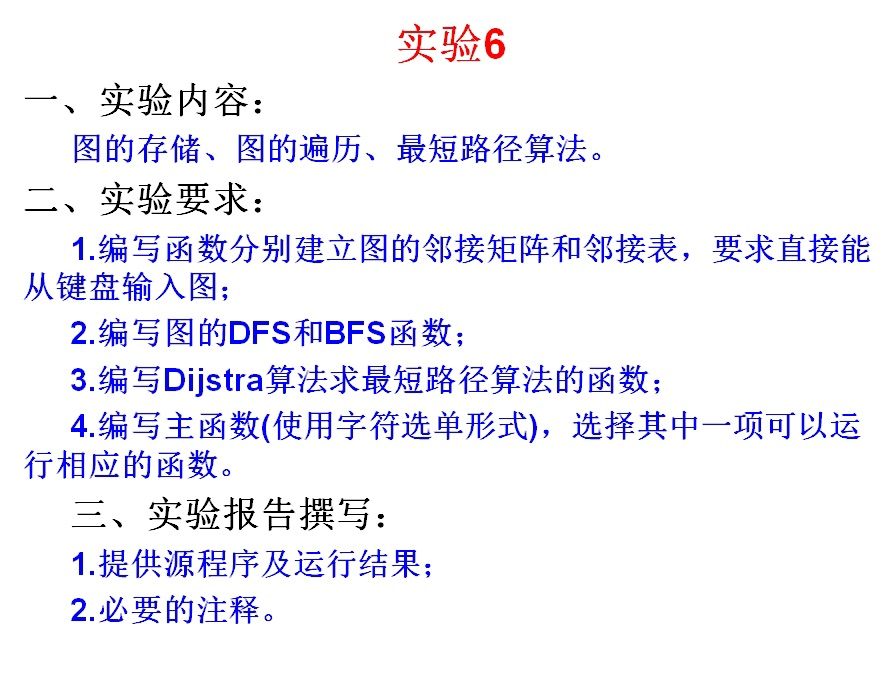 实验6
一、实验内容：
图的存储、图的遍历、最短路径算法。
二、实验要求：
1.编写函数分别建立图的邻接矩阵和邻接表，要求直接能
从键盘输入图；
2.编写图的DFS和BFS函数；
3.编写Dijstra算法求最短路径算法的函数；
4.编写主函数(使用字符选单形式)，选择其中一项可以运
行相应的函数。
三、实验报告撰写：
1.提供源程序及运行结果；
2.必要的注释。